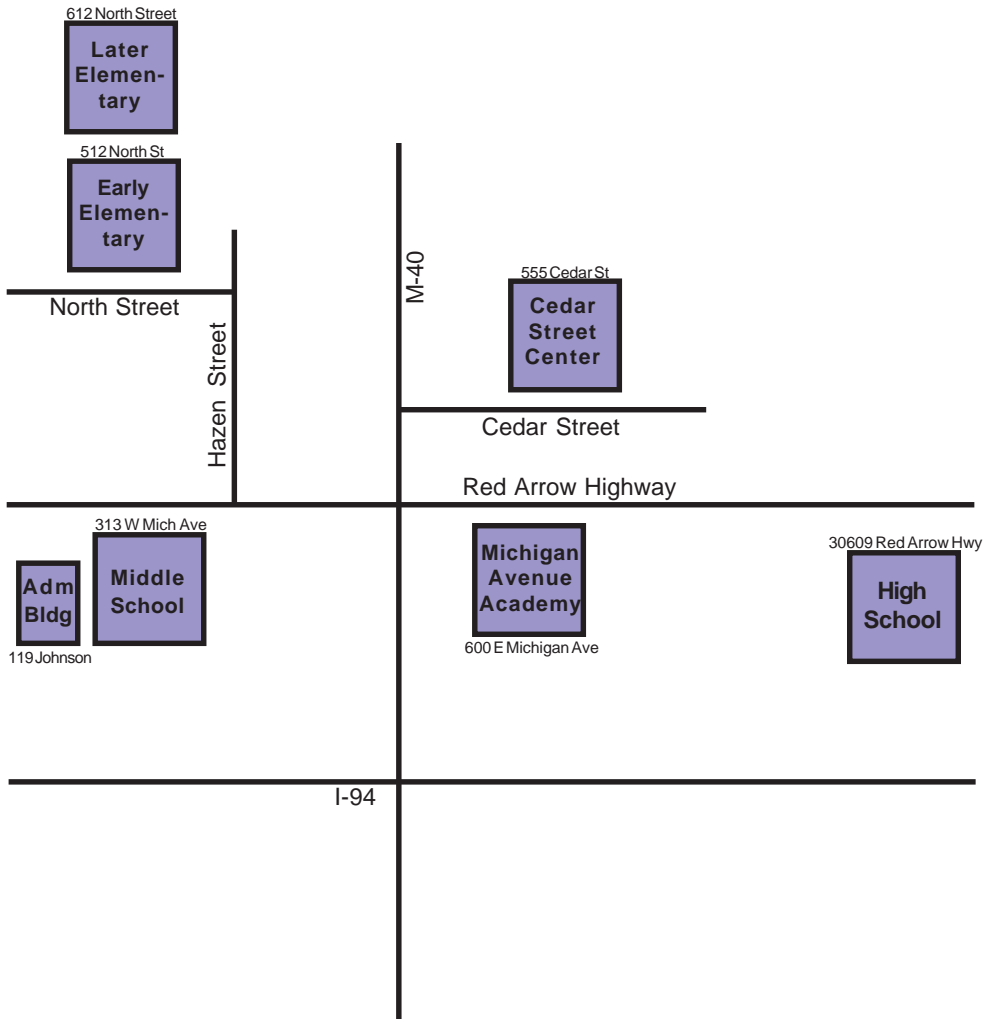 612 North Street
Later
Elemen-
tary
512 North St
Early
Elemen-
tary
North Street
Hazen Street
M-40
555 Cedar St
Cedar
Street
Center
Cedar Street
Red Arrow Highway
313 W Mich Ave
Adm
Bldg
119 Johnson
Middle
School
Michigan
Avenue
Academy
600 E Michigan Ave
30609 Red Arrow Hwy
High
School
I-94